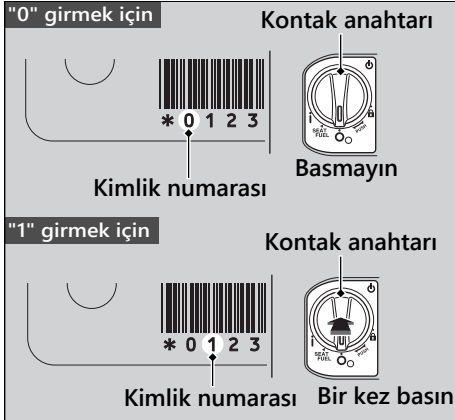 "0" girmek için
Kontak anahtarı
* 0 1 2 3
SEAT
FUEL
PUSH
Kimlik numarası
Basmayın
"1" girmek için
Kontak anahtarı
* 0 1 2 3
SEAT
FUEL
PUSH
Kimlik numarası
Bir kez basın